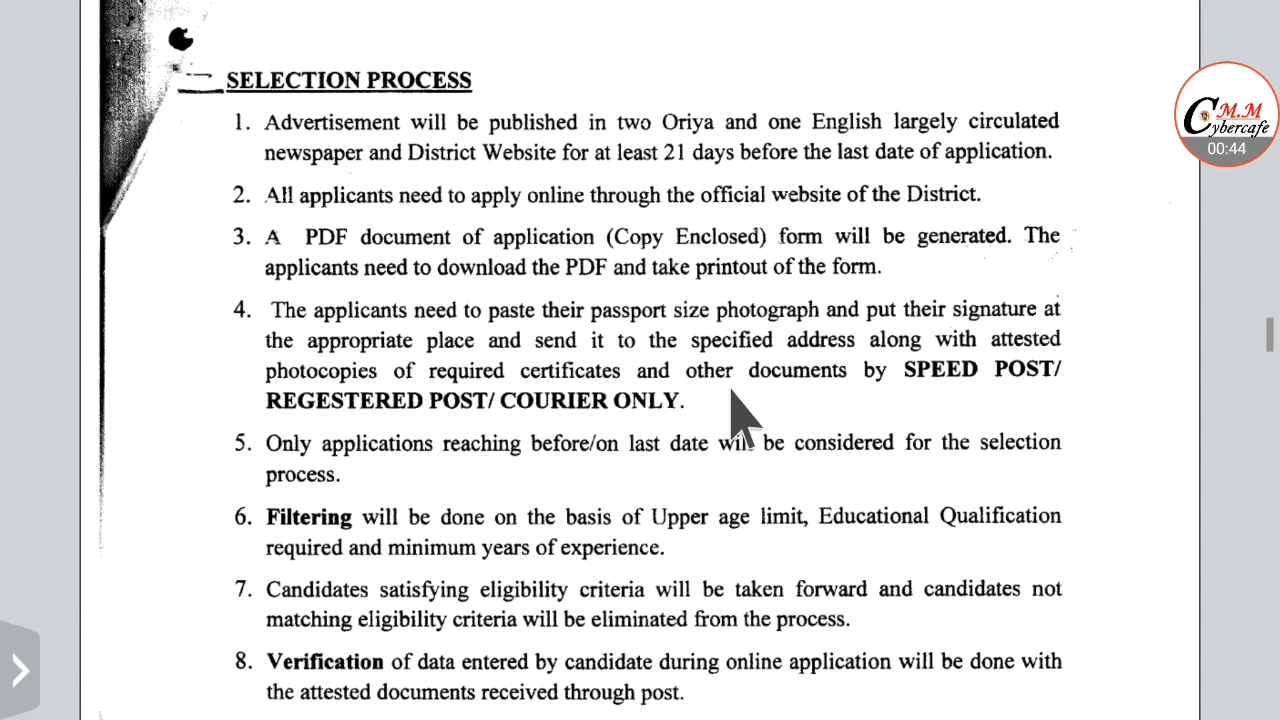 SELECTION PROCESS
1. Advertisement will be published in two Oriya and one English largely circulated
newspaper and District Website for at least 21 days before the last date of application.
2. All applicants need to apply online through the official website of the District.
3. A PDF document of application (Copy Enclosed) form will be generated. The
applicants need to download the PDF and take printout of the form.
4. The applicants need to paste their passport size photograph and put their signature at
the appropriate place and send it to the specified address along with attested
photocopies of required certificates and other documents by SPEED POST/
REGESTERED POST/ COURIER ONLY.
5. Only applications reaching before/on last date will be considered for the selection
process.
6. Filtering will be done on the basis of Upper age limit, Educational Qualification
required and minimum years of experience.
7. Candidates satisfying eligibility criteria will be taken forward and candidates not
matching eligibility criteria will be eliminated from the process.
8. Verification of data entered by candidate during online application will be done with
the attested documents received through post.
M.M
Cybercafe
00:44